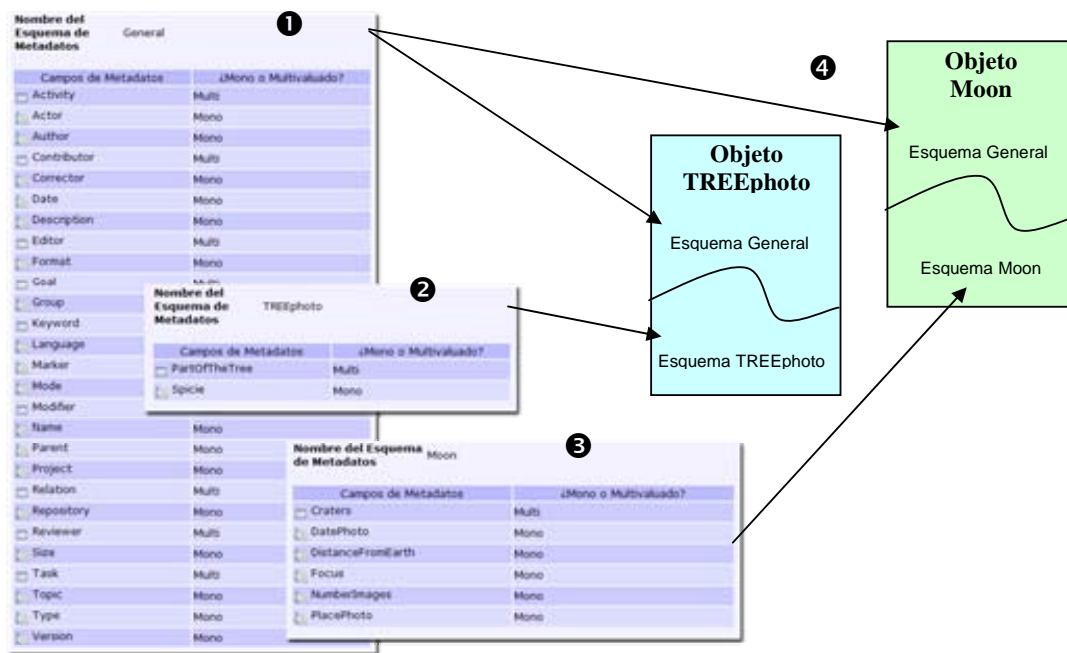 Nombre del
Esquema de
Metadatos
General
❶
Campos de Metadatos ¿Mono o Multivaluado?
Activity Multi
Actor Mono
Author Mono
Contributor Multi
Corrector Mono
Date Mono
Description Mono
Editor Multi
Format Mono
Goal Multi
Group
Keyword
Language
Marker
Mode
Modifier
Name Mono
Parent Mono
Project Mono
Relation Multi
Repository Mono
Reviewer Multi
Size Mono
Task Multi
Topic Mono
Type Mono
Version Mono
❷
Nombre del
Esquema de
Metadatos
TREEphoto
Campos de Metadatos ¿Mono o Multivaluado?
PartOfTheTree Multi
Spicie Mono
❸
Nombre del Esquema
de Metadatos
Moon
Campos de Metadatos ¿Mono o Multivaluado?
Craters Multi
DatePhoto Mono
DistanceFromEarth Mono
Focus Mono
NumberImages Mono
PlacePhoto Mono
❹
Objeto
TREEphoto
Esquema General
Esquema TREEphoto
Objeto
Moon
Esquema General
Esquema Moon